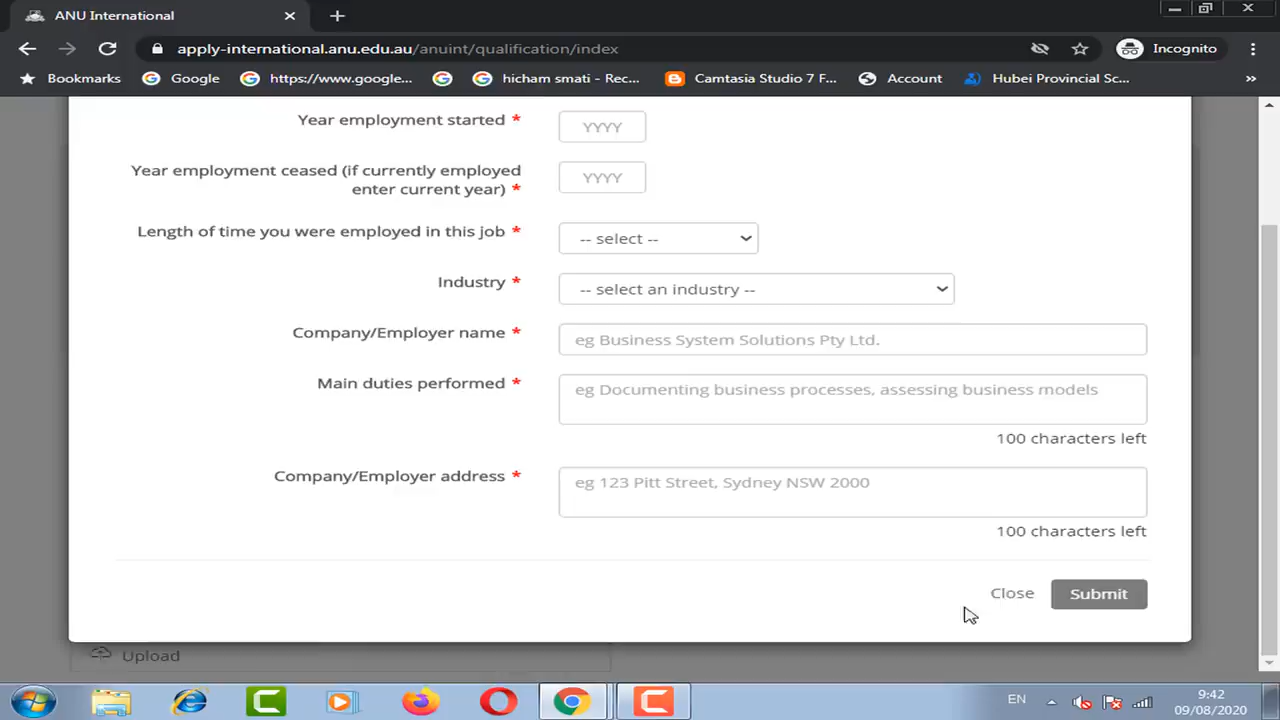 ANU International
apply-international.anu.edu.au/anuint/qualification/index
Incognito
Bookmarks
Google
https://www.google...
hicham smati - Rec...
Camtasia Studio 7 F...
Account
Hubei Provincial Sc...
»
Year employment started *
YYYY
Year employment ceased (if currently employed
enter current year) *
YYYY
Length of time you were employed in this job *
-- select --
Industry *
-- select an industry --
Company/Employer name *
eg Business System Solutions Pty Ltd.
Main duties performed *
eg Documenting business processes, assessing business models
100 characters left
Company/Employer address *
eg 123 Pitt Street, Sydney NSW 2000
100 characters left
Close
Submit
Upload
EN
9:42
09/08/2020